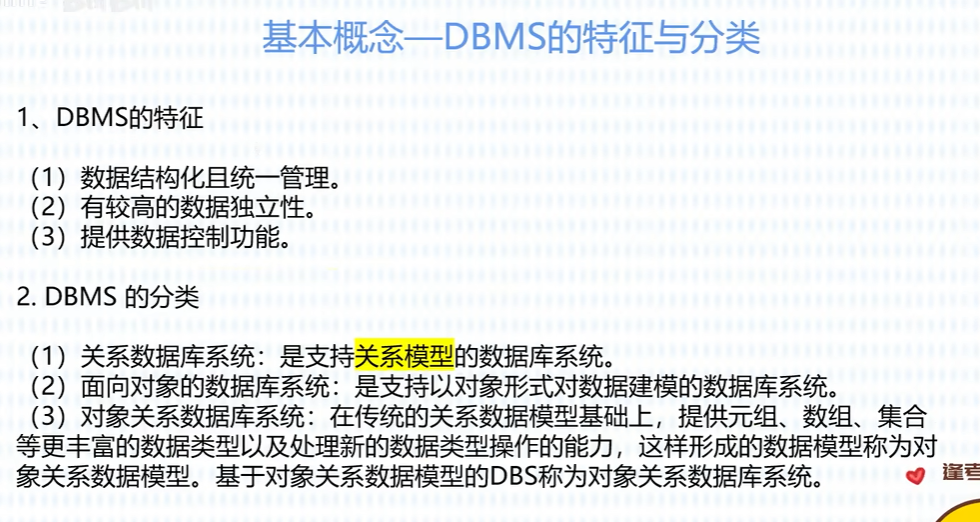 基本概念—DBMS的特征与分类
1、DBMS的特征
（1）数据结构化且统一管理。
（2）有较高的数据独立性。
（3）提供数据控制功能。
2. DBMS 的分类
（1）关系数据库系统：是支持关系模型的数据库系统。
（2）面向对象的数据库系统：是支持以对象形式对数据建模的数据库系统。
（3）对象关系数据库系统：在传统的关系数据模型基础上，提供元组、数组、集合
等更丰富的数据类型以及处理新的数据类型操作的能力，这样形成的数据模型称为对
象关系数据模型。基于对象关系数据模型的DBS称为对象关系数据库系统。
逢考